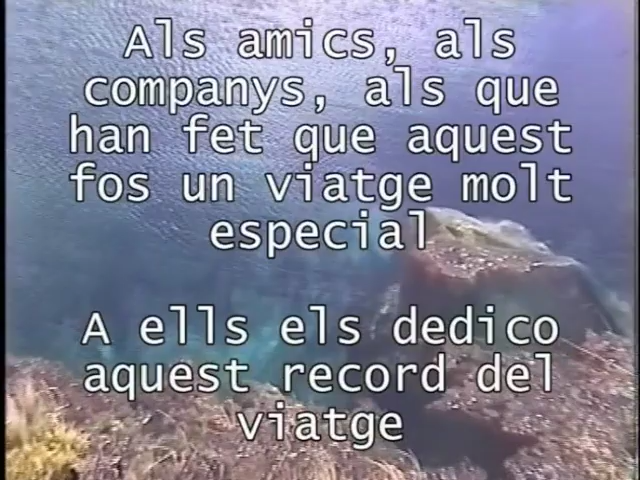 Als amics, als
companys, als que
han fet que aquest
fos un viatge molt
especial
A ells els dedico
aquest record del
viatge